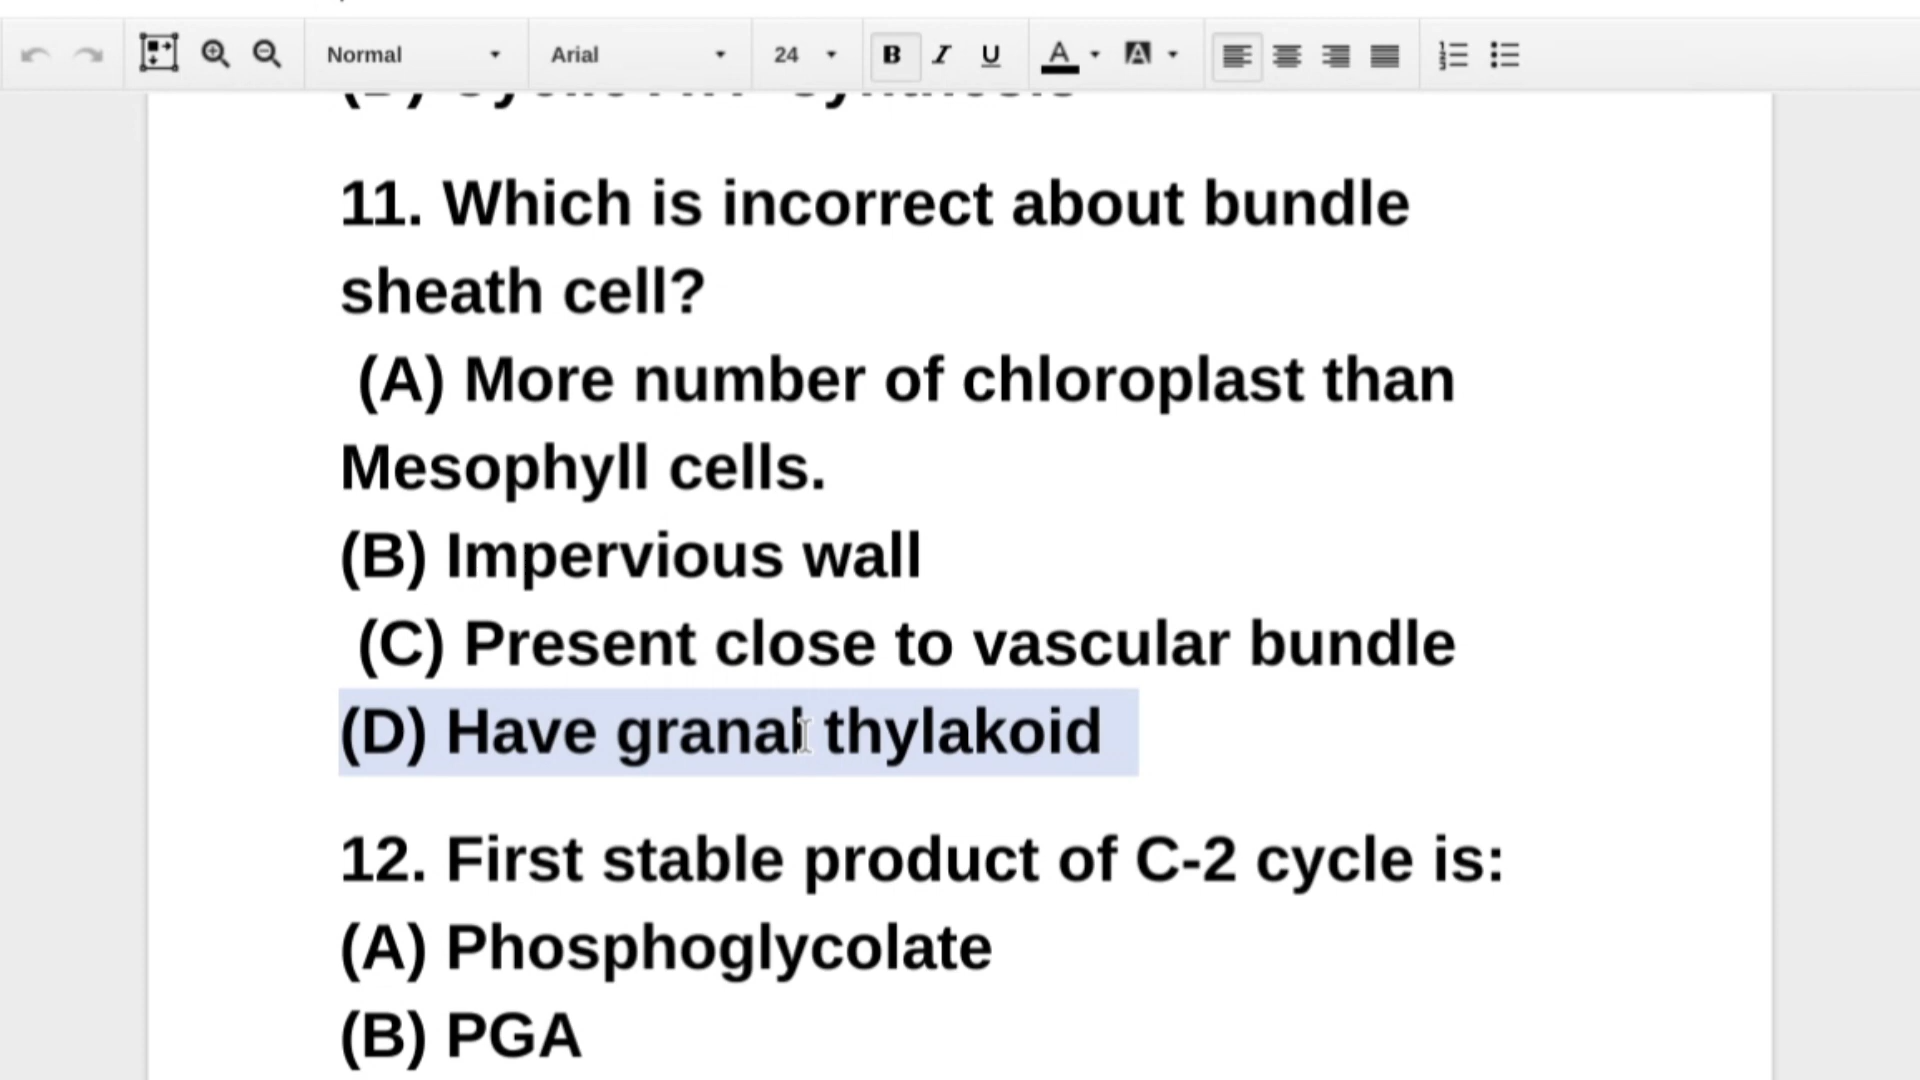 Normal Arial 24 B I U A A
11. Which is incorrect about bundle
sheath cell?
(A) More number of chloroplast than
Mesophyll cells.
(B) Impervious wall
(C) Present close to vascular bundle
(D) Have granal thylakoid
12. First stable product of C-2 cycle is:
(A) Phosphoglycolate
(B) PGA